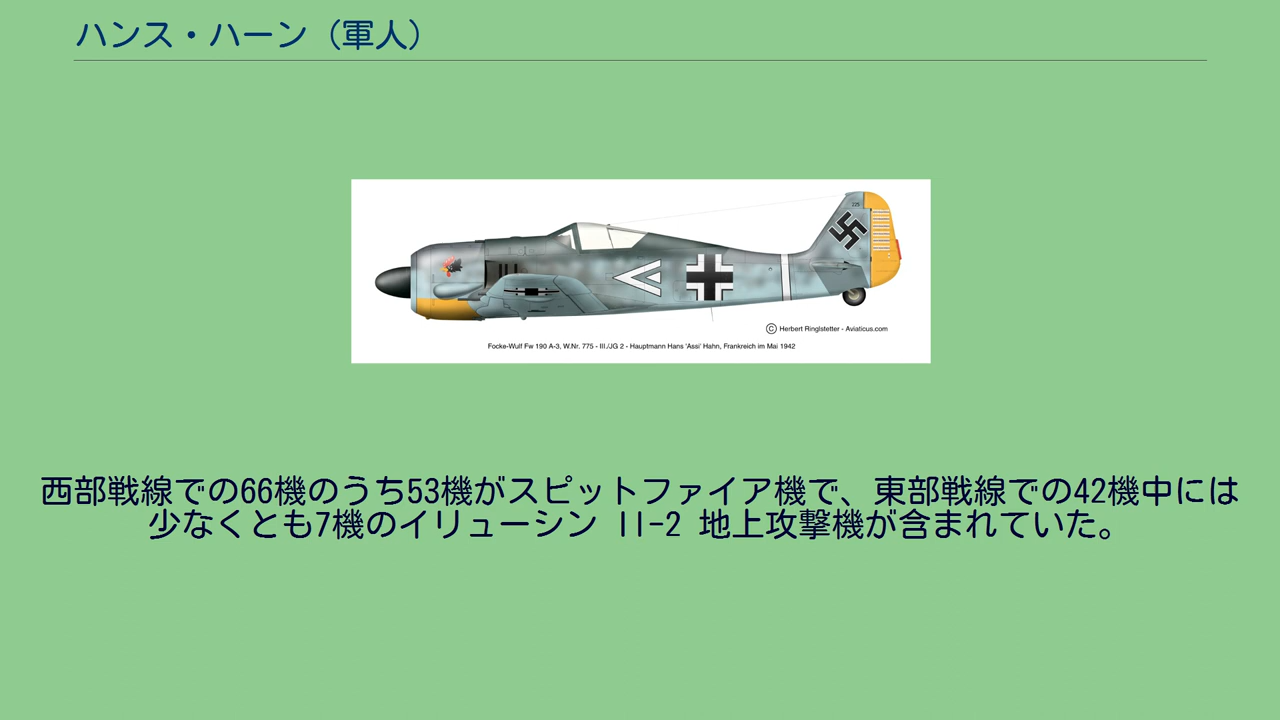 ハンス・ハーン (軍人)
225
© Herbert Ringlstetter - Aviaticus.com
Focke-Wulf Fw 190 A-3, W.Nr. 775 - III./JG 2 - Hauptmann Hans 'Assi' Hahn, Frankreich im Mai 1942
西部戦線での66機のうち53機がスピットファイア機で、東部戦線での42機中には
少なくとも7機のイリューシン Il-2 地上攻撃機が含まれていた。